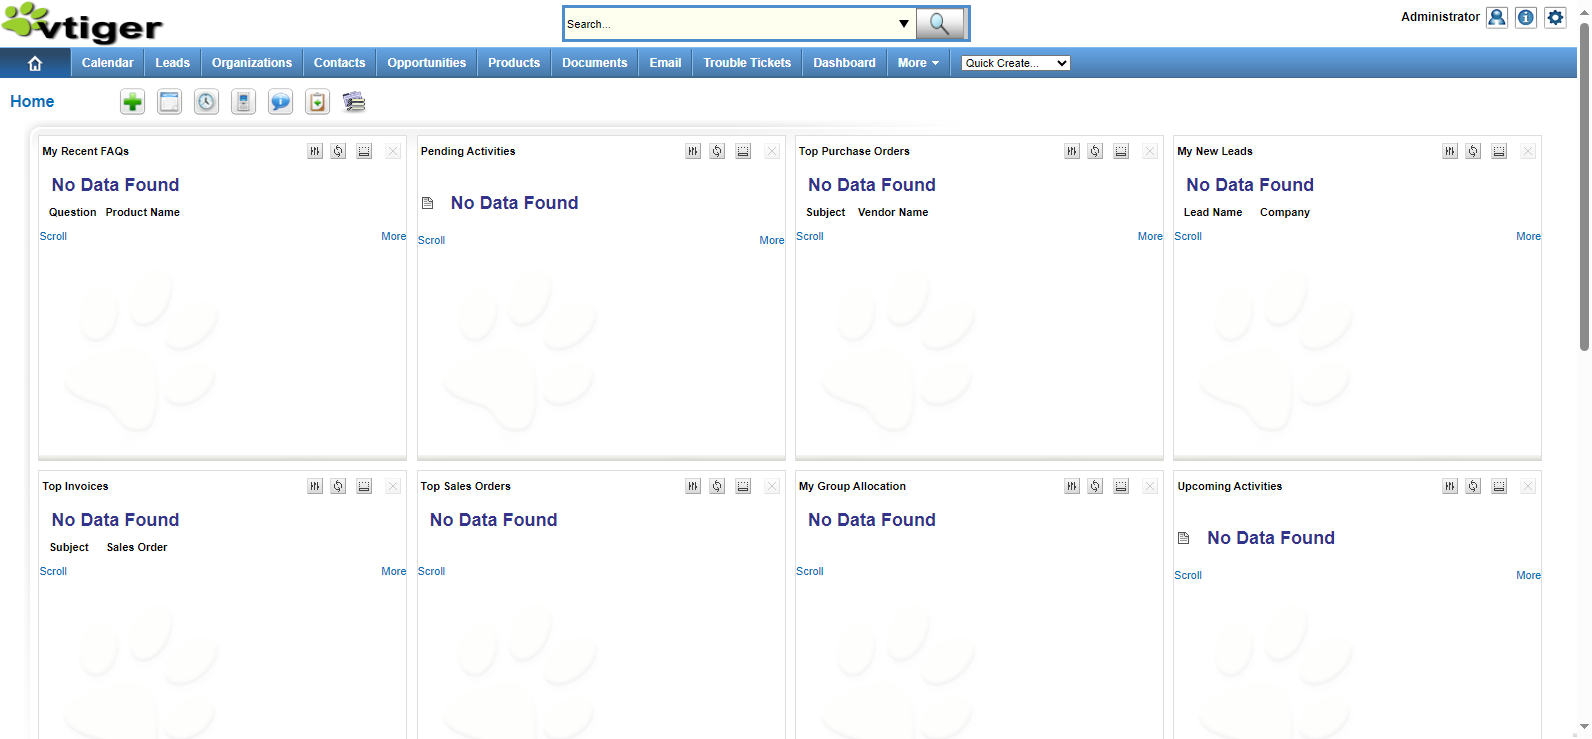 vtiger
Search...
Administrator
Calendar Leads Organizations Contacts Opportunities Products Documents Email Trouble Tickets Dashboard More Quick Create...
Home
My Recent FAQs
No Data Found
Question Product Name
Scroll More
Pending Activities
No Data Found
Scroll More
Top Purchase Orders
No Data Found
Subject Vendor Name
Scroll More
My New Leads
No Data Found
Lead Name Company
Scroll More
Top Invoices
No Data Found
Subject Sales Order
Scroll More
Top Sales Orders
No Data Found
Scroll
My Group Allocation
No Data Found
Scroll
Upcoming Activities
No Data Found
Scroll More